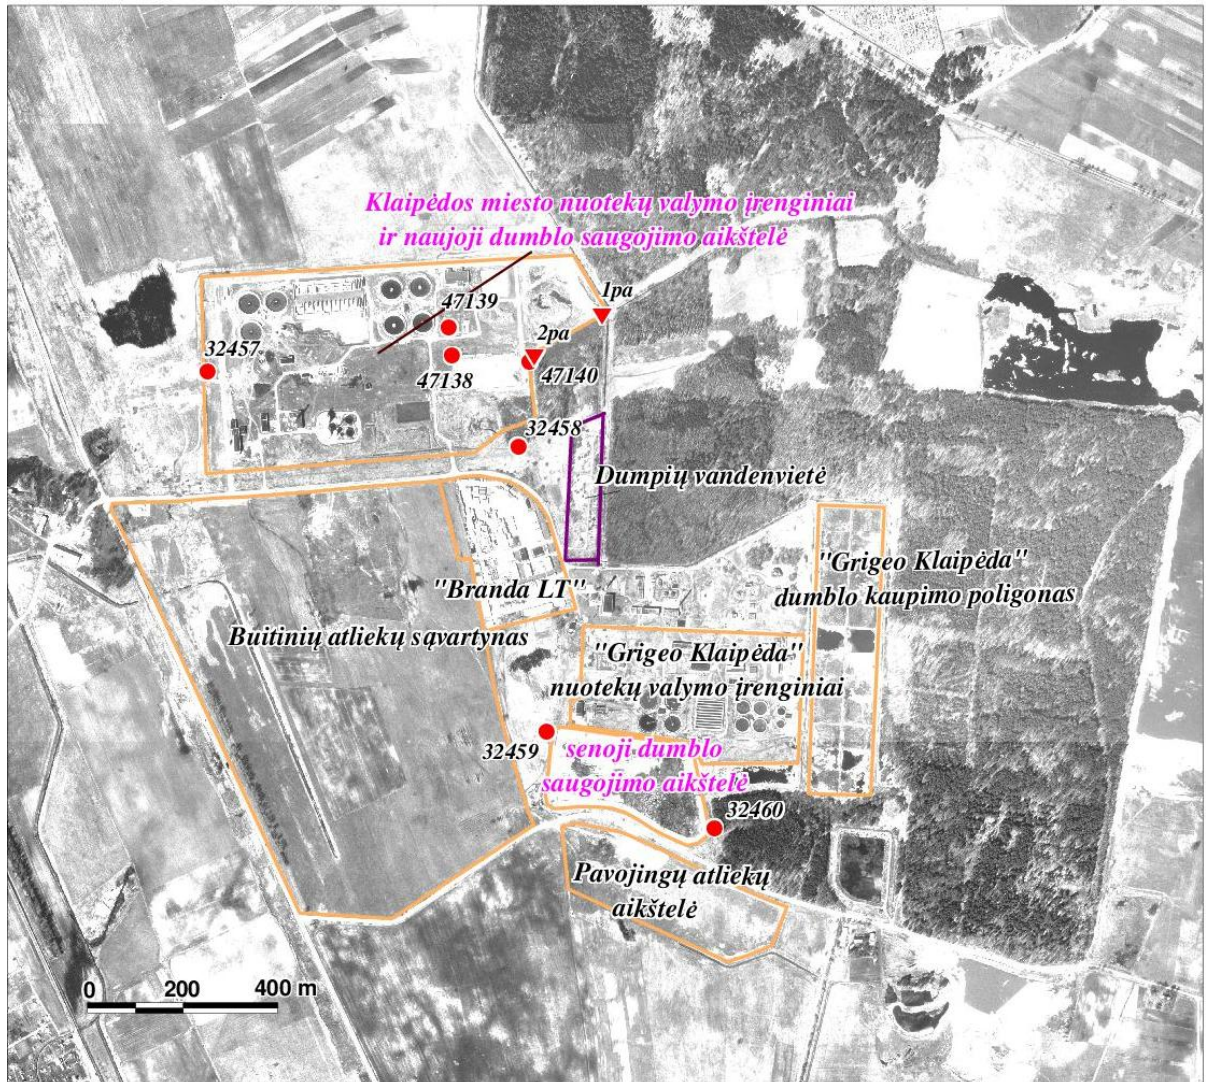 Klaipėdos miesto nuotekų valymo įrenginiai
ir naujoji dumblo saugojimo aikštelė
1pa
47139
2pa
32457
47138
47140
32458
Dumpių vandenvietė
"Grigeo Klaipėda"
dumblo kaupimo poligonas
"Branda LT"
Buitinių atliekų sąvartynas
"Grigeo Klaipėda"
nuotekų valymo įrenginiai
32459
senoji dumblo
saugojimo aikštelė
32460
Pavojingų atliekų
aikštelė
0 200 400 m